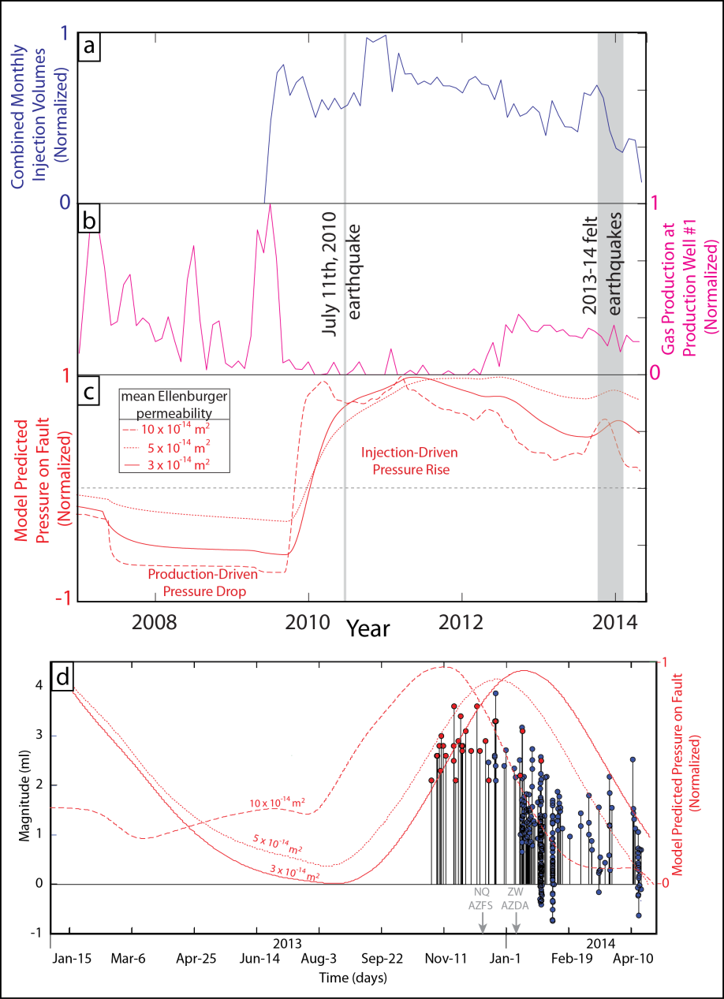 a
1
Combined Monthly
Injection Volumes
(Normalized)
0
b
July 11th, 2010
earthquake
2013-14 felt
earthquakes
1
Gas Production at
Production Well #1
(Normalized)
0
c
1
mean Ellenburger
permeability
10 x 10⁻¹⁴ m²
5 x 10⁻¹⁴ m²
3 x 10⁻¹⁴ m²
Model Predicted
Pressure on Fault
(Normalized)
Injection-Driven
Pressure Rise
Production-Driven
Pressure Drop
-1
2008
2010
2012
2014
Year
d
4
3
2
1
0
-1
Magnitude (ml)
10 x 10⁻¹⁴ m²
5 x 10⁻¹⁴ m²
3 x 10⁻¹⁴ m²
NQ
AZFS
ZW
AZDA
1
Model Predicted Pressure on Fault
(Normalized)
0
2013
2014
Jan-15
Mar-6
Apr-25
Jun-14
Aug-3
Sep-22
Nov-11
Jan-1
Feb-19
Apr-10
Time (days)